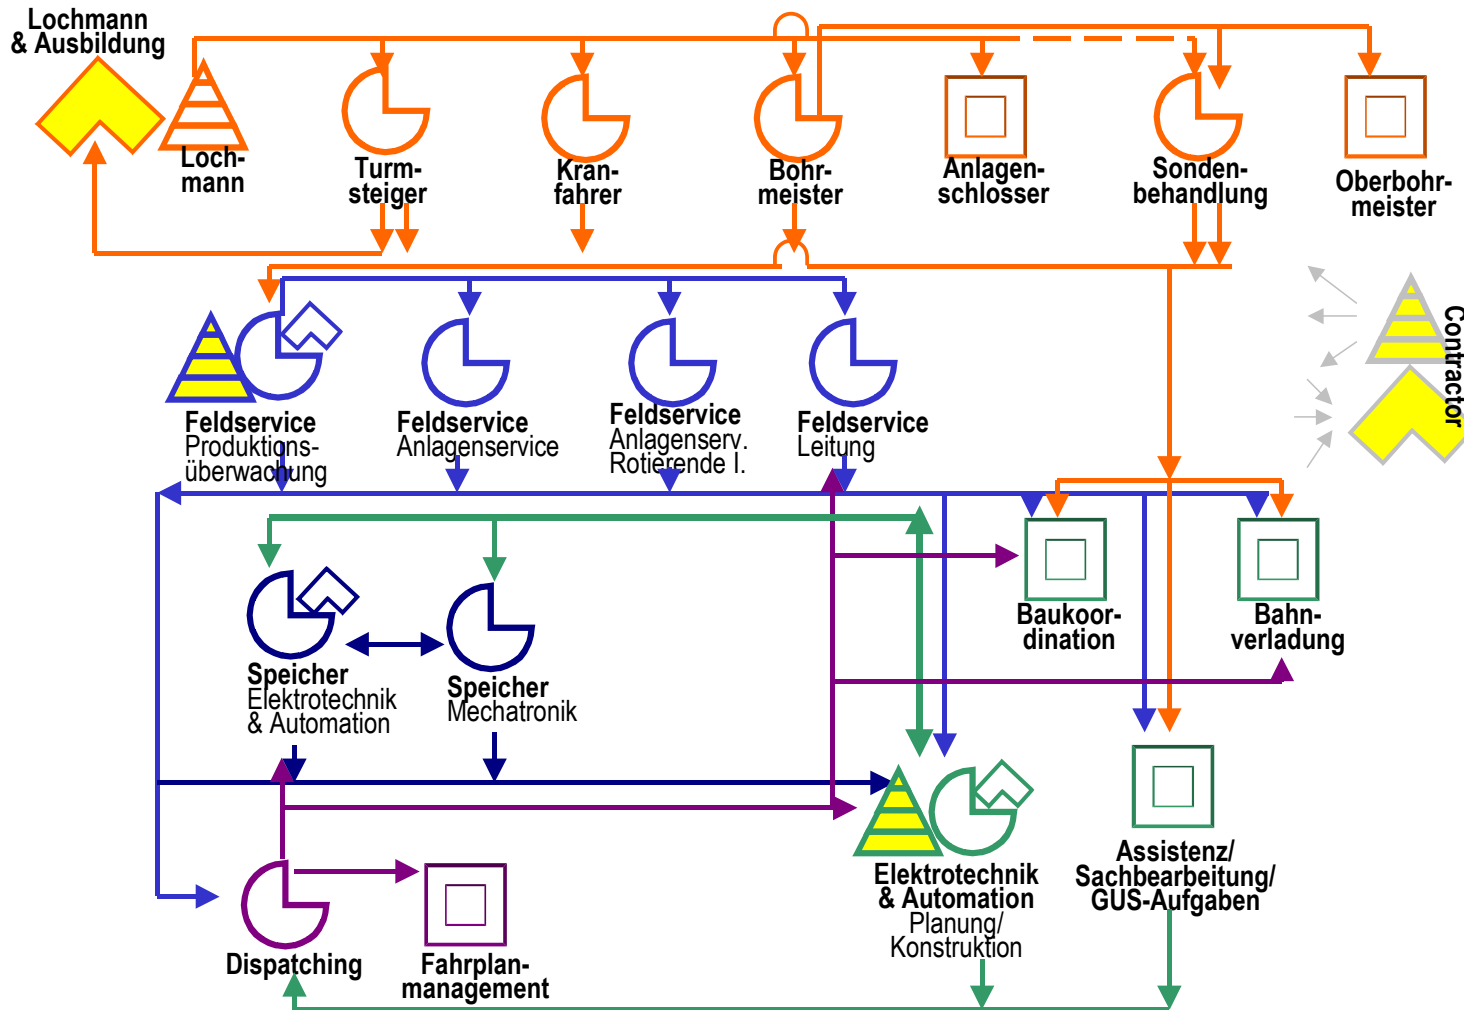 Lochmann
& Ausbildung
Loch-
mann
Turm-
steiger
Kran-
fahrer
Bohr-
meister
Anlagen-
schlosser
Sonden-
behandlung
Oberbohr-
meister
Contractor
Feldservice
Produktions-
überwachung
Feldservice
Anlagenservice
Feldservice
Anlagenserv.
Rotierende I.
Feldservice
Leitung
Speicher
Elektrotechnik
& Automation
Speicher
Mechatronik
Baukoor-
dination
Bahn-
verladung
Dispatching
Fahrplan-
management
Elektrotechnik
& Automation
Planung/
Konstruktion
Assistenz/
Sachbearbeitung/
GUS-Aufgaben